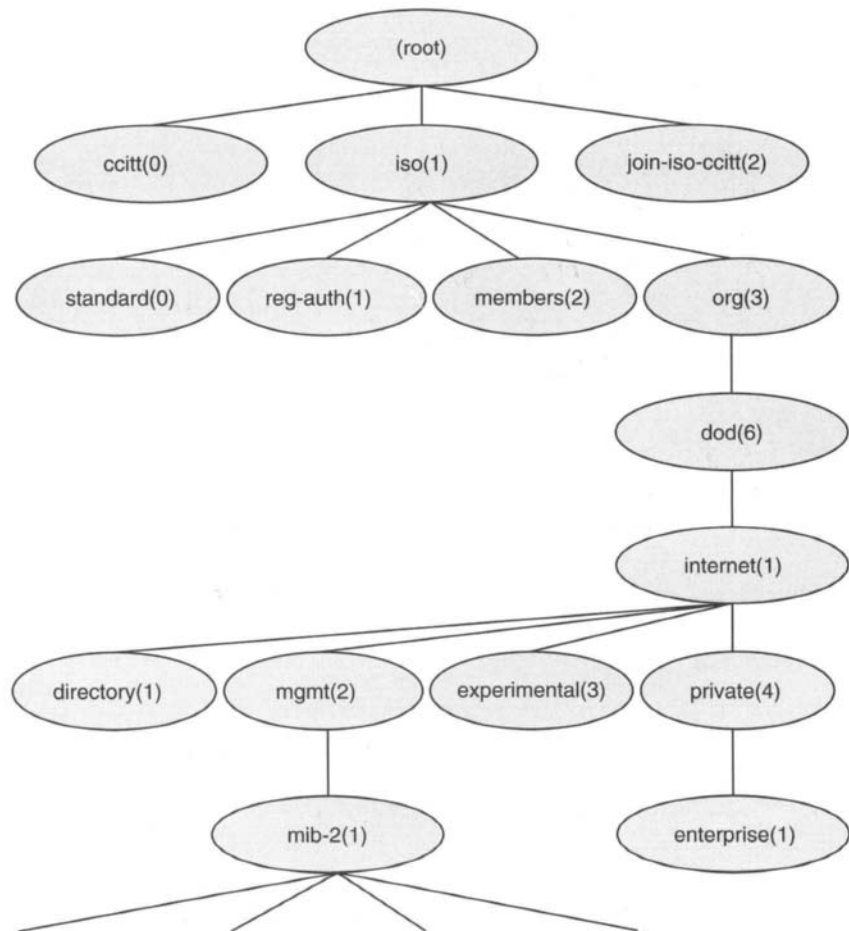 (root)
ccitt(0)
iso(1)
join-iso-ccitt(2)
standard(0)
reg-auth(1)
members(2)
org(3)
dod(6)
internet(1)
directory(1)
mgmt(2)
experimental(3)
private(4)
mib-2(1)
enterprise(1)